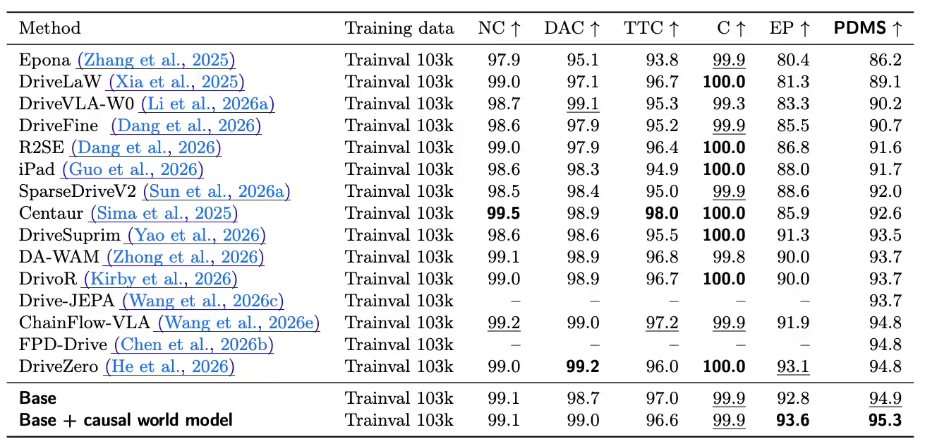 Method Training data NC ↑ DAC ↑ TTC ↑ C ↑ EP ↑ PDMS ↑
Epona (Zhang et al., 2025) Trainval 103k 97.9 95.1 93.8 99.9 80.4 86.2
DriveLaW (Xia et al., 2025) Trainval 103k 99.0 97.1 96.7 100.0 81.3 89.1
DriveVLA-W0 (Li et al., 2026a) Trainval 103k 98.7 99.1 95.3 99.3 83.3 90.2
DriveFine (Dang et al., 2026) Trainval 103k 98.6 97.9 95.2 99.9 85.5 90.7
R2SE (Dang et al., 2026) Trainval 103k 99.0 97.9 96.4 100.0 86.8 91.6
iPad (Guo et al., 2026) Trainval 103k 98.6 98.3 94.9 100.0 88.0 91.7
SparseDriveV2 (Sun et al., 2026a) Trainval 103k 98.5 98.4 95.0 99.9 88.6 92.0
Centaur (Sima et al., 2025) Trainval 103k 99.5 98.9 98.0 100.0 85.9 92.6
DriveSuprim (Yao et al., 2026) Trainval 103k 98.6 98.6 95.5 100.0 91.3 93.5
DA-WAM (Zhong et al., 2026) Trainval 103k 99.1 98.9 96.8 99.8 90.0 93.7
DrivoR (Kirby et al., 2026) Trainval 103k 99.0 98.9 96.7 100.0 90.0 93.7
Drive-JEPA (Wang et al., 2026c) Trainval 103k – – – – – 93.7
ChainFlow-VLA (Wang et al., 2026e) Trainval 103k 99.2 99.0 97.2 99.9 91.9 94.8
FPD-Drive (Chen et al., 2026b) Trainval 103k – – – – – 94.8
DriveZero (He et al., 2026) Trainval 103k 99.0 99.2 96.0 100.0 93.1 94.8
Base Trainval 103k 99.1 98.7 97.0 99.9 92.8 94.9
Base + causal world model Trainval 103k 99.1 99.0 96.6 99.9 93.6 95.3